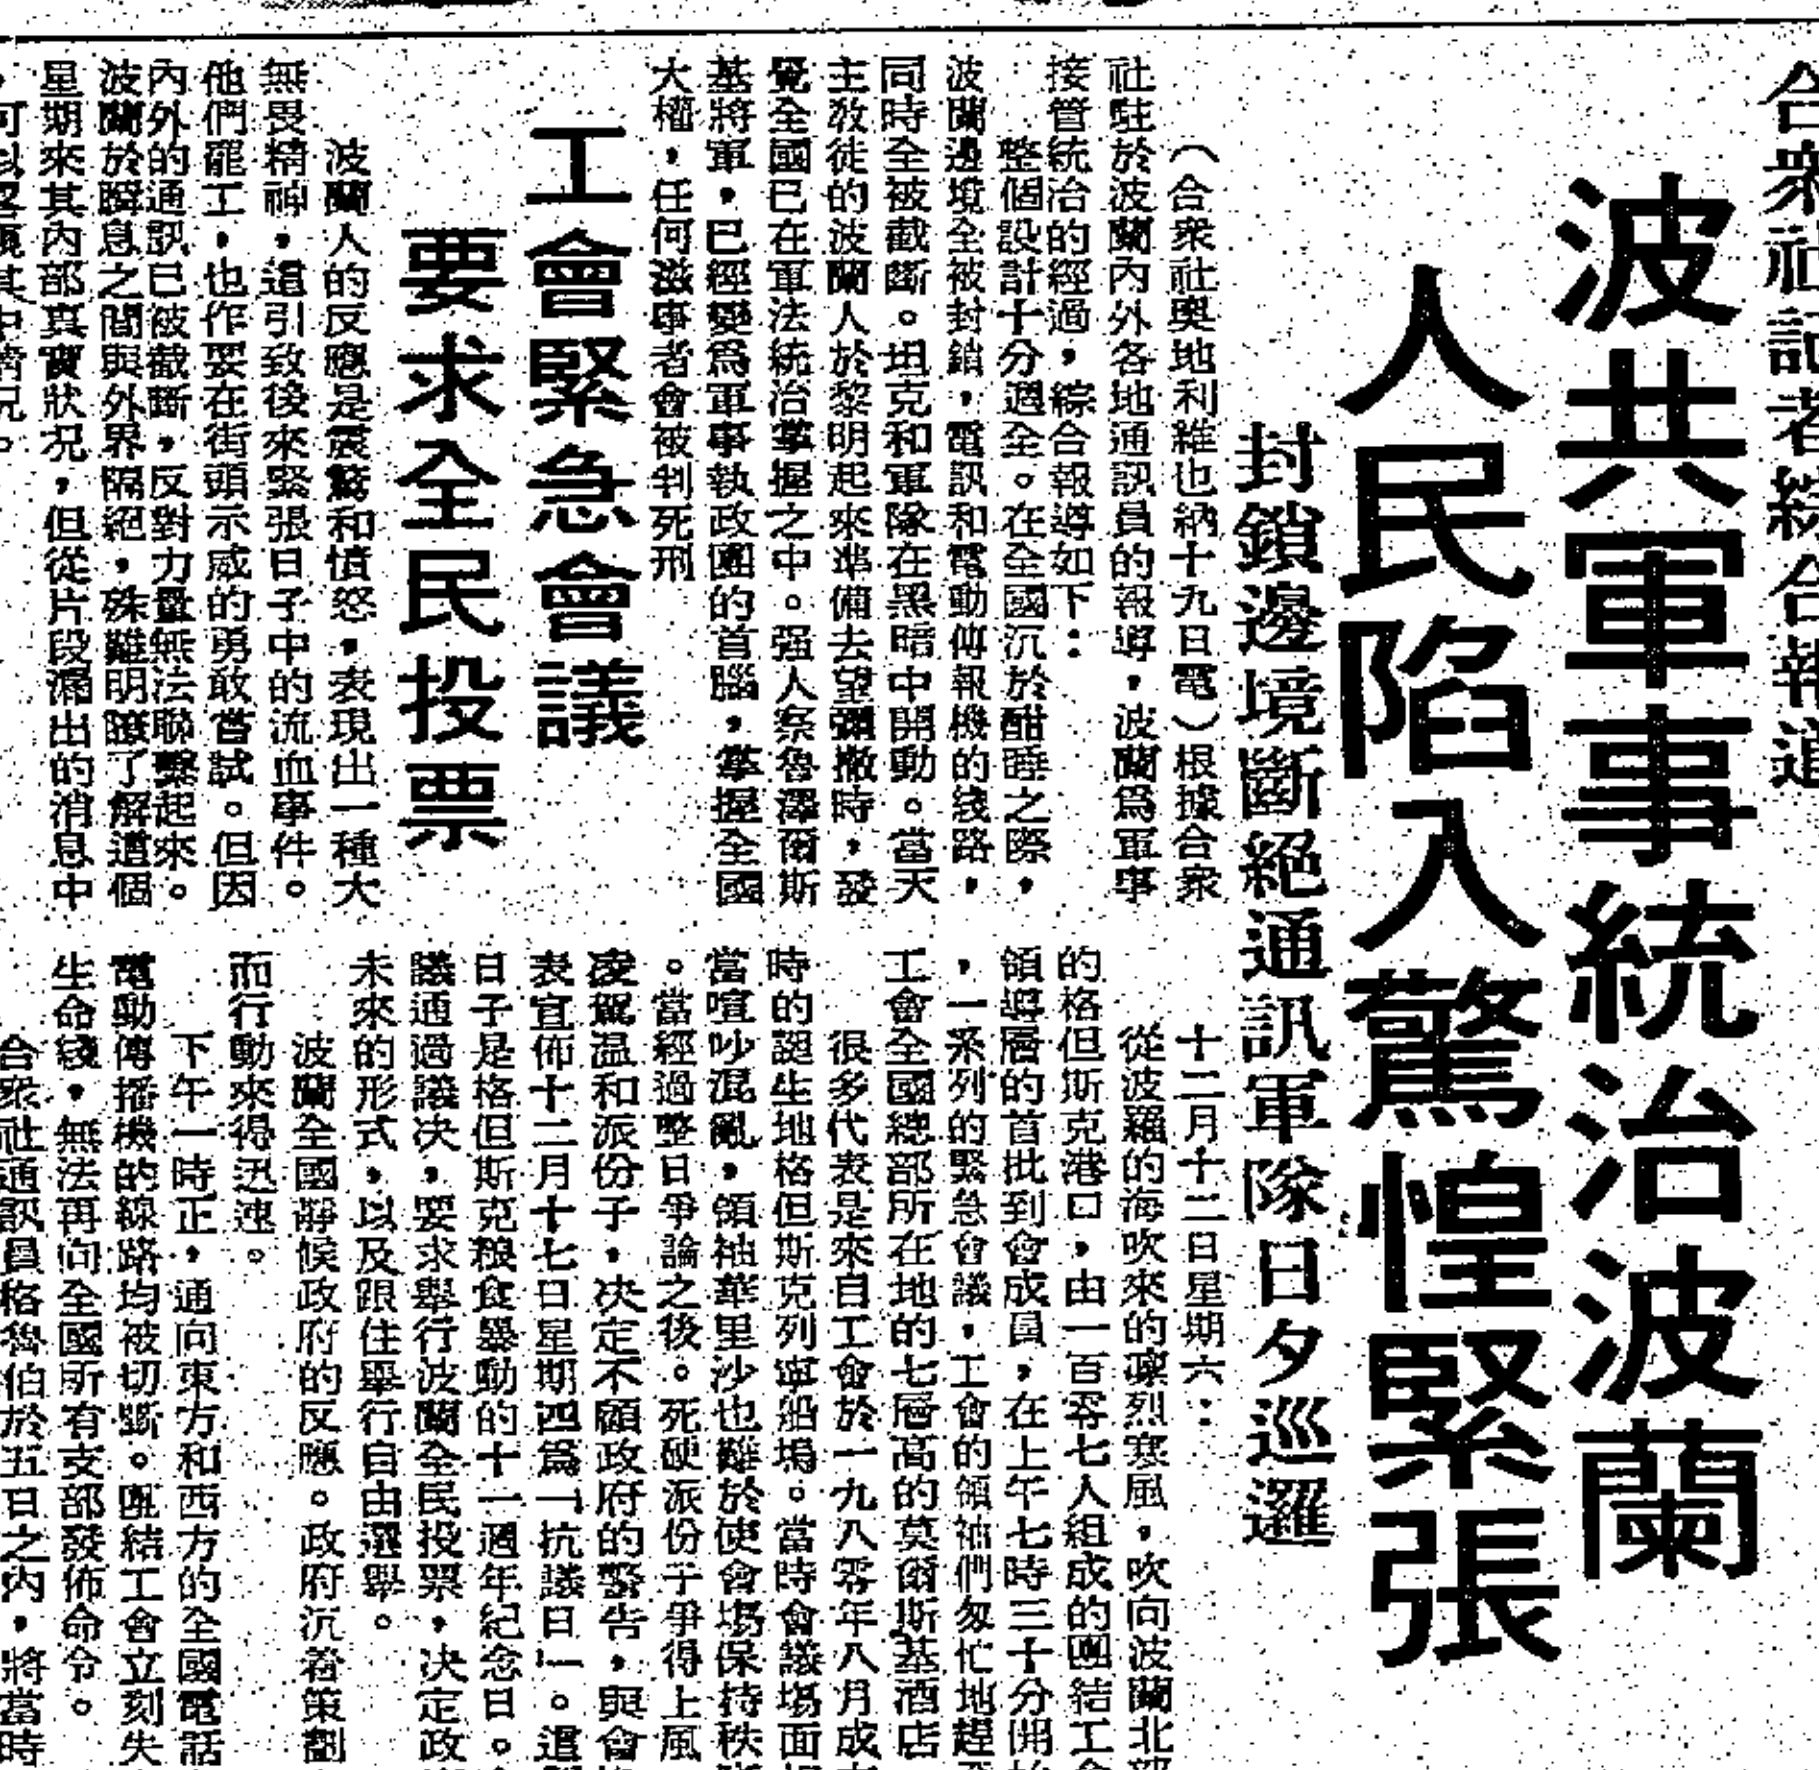 合衆社記者綜合報道
波共軍事統治波蘭
人民陷入驚惶緊張
封鎖邊境斷絕通訊軍隊日夕巡邏
（合衆社奧地利維也納十九日電）根據合衆
社駐於波蘭內外各地通訊員的報導，波蘭爲軍事
接管統治的經過，綜合報導如下：
整個設計十分週全。在全國沉於酣睡之際，
波蘭邊境全被封鎖，電訊和電動傳報機的綫路，
同時全被截斷。坦克和軍隊在黑暗中開動。當天
主敎徒的波蘭人於黎明起來準備去望彌撒時，發
覺全國已在軍法統治掌握之中。强人察魯澤爾斯
基將軍，已經變爲軍事執政團的首腦，掌握全國
大權，任何滋事者會被判死刑
工會緊急會議
要求全民投票
波蘭人的反應是震驚和憤怒，表現出一種大
無畏精神，這引致後來緊張日子中的流血事件。
他們罷工，也作要在街頭示威的勇敢嘗試。但因
內外的通訊已被截斷，反對力量無法聯繫起來。
波蘭於瞬息之間與外界隔絕，殊難明瞭了解這個
星期來其內部真實狀况，但從片段漏出的消息中
，可以畧窺其中情况。
十二月十二日星期六：
從波羅的海吹來的凜烈寒風，吹向波蘭北部
的格但斯克港口，由一百零七人組成的團結工會
領導層的首批到會成員，在上午七時三十分開始
，一系列的緊急會議，工會的領袖們匆忙地趕
工會全國總部所在地的七層高的莫爾斯基酒店
很多代表是來自工會於一九八零年八月成
時的誕生地格但斯克列寧船塢。當時會議塲面
當喧吵混亂，領袖華里沙也難於使會塲保持秩
。當經過整日爭論之後。死硬派份子爭得上風
凌駕温和派份子，决定不顧政府的警告，與會
表宣佈十二月十七日星期四爲「抗議日」。這
日子是格但斯克粮食暴動的十一週年紀念日。
議通過議决，要求舉行波蘭全民投票，决定政
未來的形式，以及跟住舉行自由選舉。
波蘭全國靜候政府的反應。政府沉着策劃
而行動來得迅速。
下午一時正，通向東方和西方的全國電話
電動傳播機的線路均被切斷。團結工會立刻失
生命綫，無法再向全國所有支部發佈命令。
合衆社通訊員格魯伯於五日之內，將當時